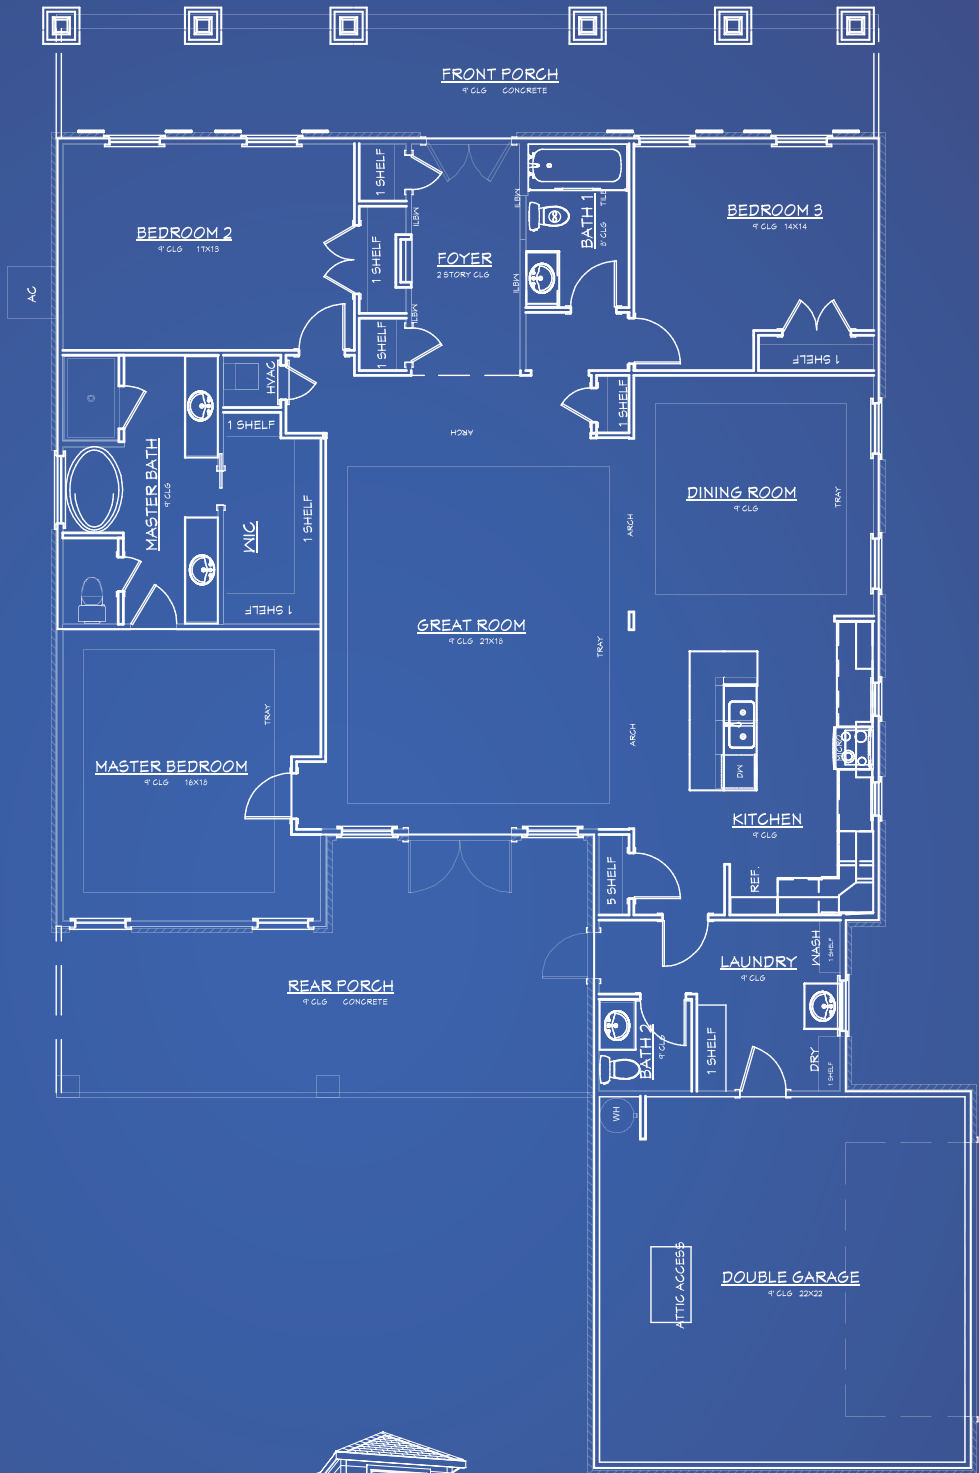 FRONT PORCH
9' CLG CONCRETE
1 SHELF
BEDROOM 2
9' CLG 17X13
1 SHELF
1 SHELF
FOYER
2 STORY CLG
BATH 1
8' CLG
TILE
BEDROOM 3
9' CLG 14X14
1 SHELF
AC
HVAC
1 SHELF
1 SHELF
ARCH
MASTER BATH
9' CLG
WIC
1 SHELF
1 SHELF
DINING ROOM
9' CLG
TRAY
ARCH
GREAT ROOM
9' CLG 27X18
TRAY
ARCH
TRAY
MASTER BEDROOM
9' CLG 16X18
MICRO
DW
KITCHEN
9' CLG
5 SHELF
REF.
WASH
1 SHELF
LAUNDRY
9' CLG
REAR PORCH
9' CLG CONCRETE
BATH 2
9' CLG
1 SHELF
DRY
1 SHELF
WH
ATTIC ACCESS
DOUBLE GARAGE
9' CLG 22X22